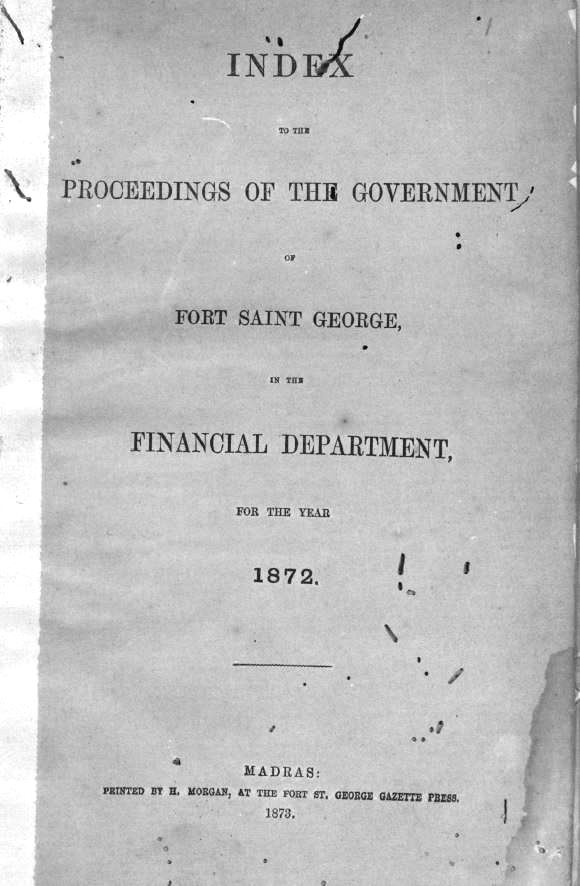 INDEX
TO THE
PROCEEDINGS OF THE GOVERNMENT
OF
FORT SAINT GEORGE,
IN THE
FINANCIAL DEPARTMENT,
FOR THE YEAR
1872.
MADRAS:
PRINTED BY H. MORGAN, AT THE FORT ST. GEORGE GAZETTE PRESS.
1873.